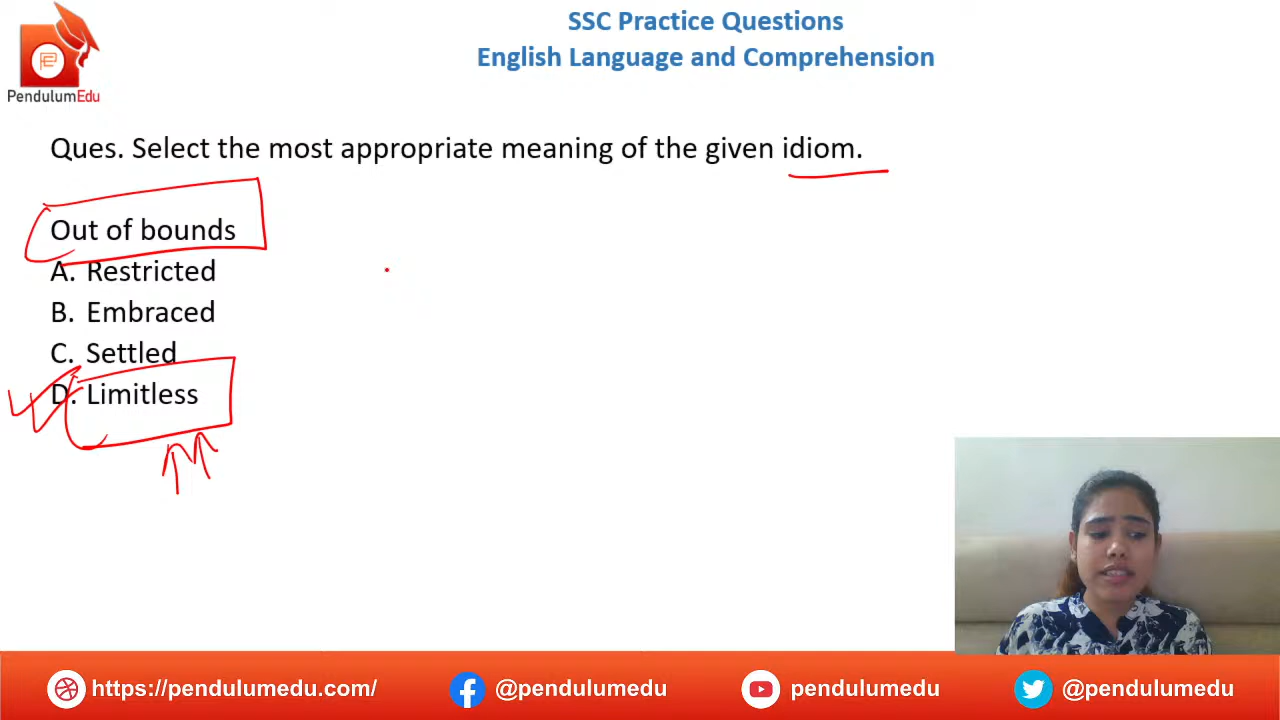 SSC Practice Questions
English Language and Comprehension
PendulumEdu
Ques. Select the most appropriate meaning of the given idiom.
Out of bounds
A. Restricted
B. Embraced
C. Settled
D. Limitless
https://pendulumedu.com/
@pendulumedu
pendulumedu
@pendulumedu